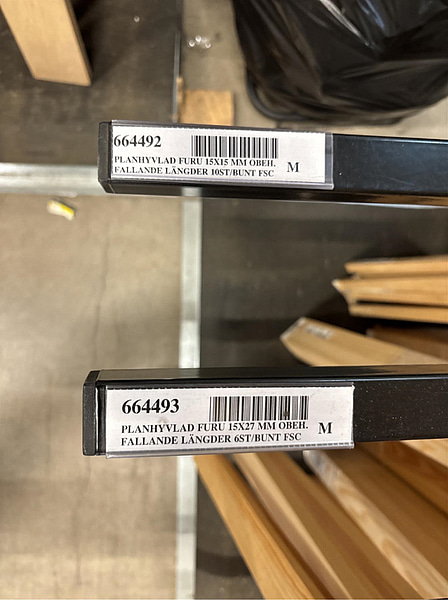 664492
PLANHYVLAD FURU 15X15 MM OBEH.
FALLANDE LÄNGDER 10ST/BUNT FSC
M
664493
PLANHYVLAD FURU 15X27 MM OBEH.
FALLANDE LÄNGDER 6ST/BUNT FSC
M